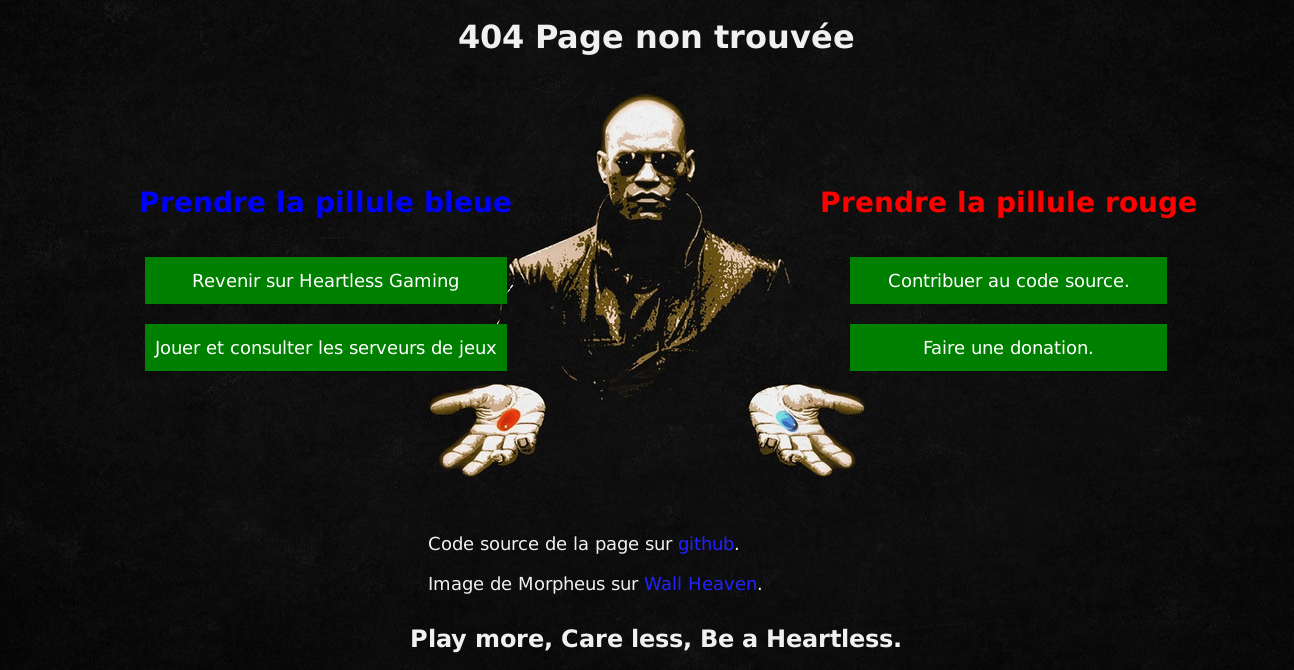 404 Page non trouvée
Prendre la pillule bleue
Revenir sur Heartless Gaming
Jouer et consulter les serveurs de jeux
Prendre la pillule rouge
Contribuer au code source.
Faire une donation.
Code source de la page sur github.
Image de Morpheus sur Wall Heaven.
Play more, Care less, Be a Heartless.